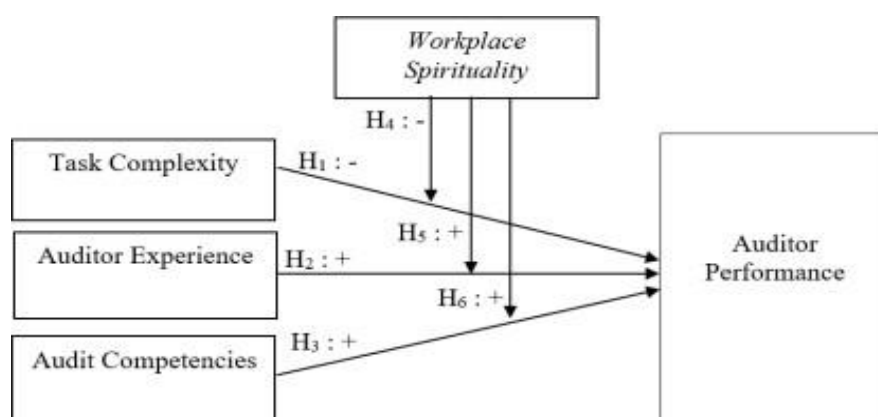 Workplace
Spirituality
H₄ : -
Task Complexity
H₁ : -
H₅ : +
Auditor Experience
H₂ : +
Auditor
Performance
H₆ : +
H₃ : +
Audit Competencies